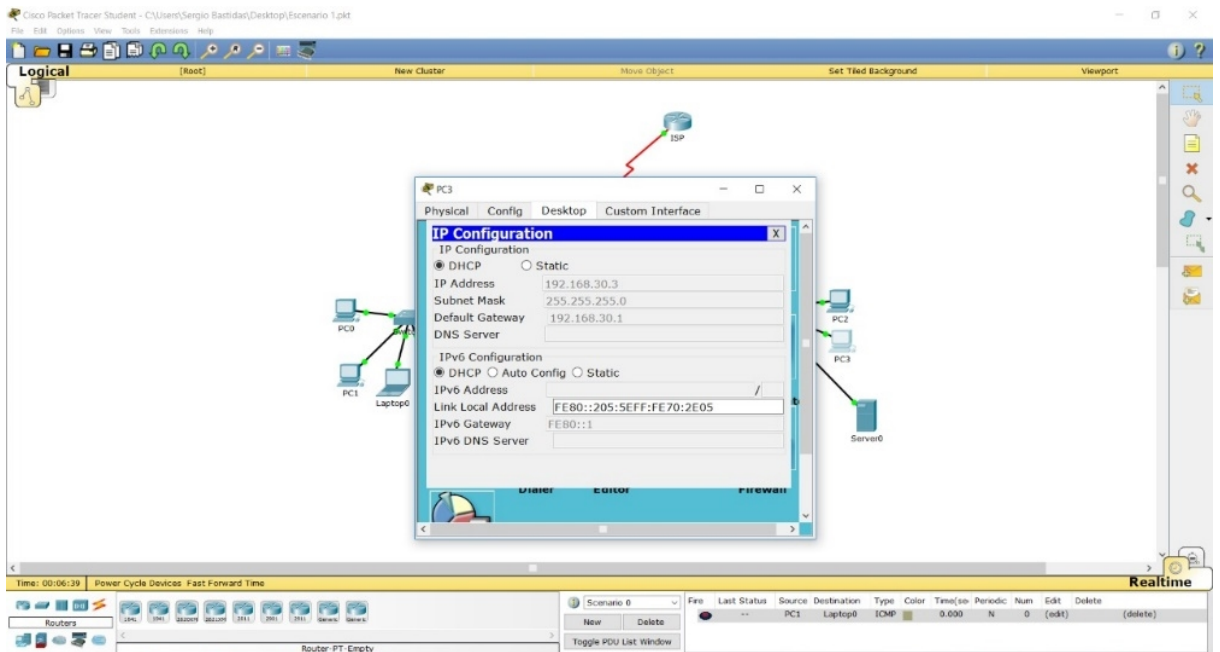 Cisco Packet Tracer Student - C:\Users\Sergio Bastidas\Desktop\Escenario 1.pkt
File Edit Options View Tools Extensions Help
Logical [Root] New Cluster Move Object Set Tiled Background Viewport
ISP
PC3
Physical Config Desktop Custom Interface
IP Configuration X
IP Configuration
DHCP Static
IP Address 192.168.30.3
Subnet Mask 255.255.255.0
Default Gateway 192.168.30.1
DNS Server
IPv6 Configuration
DHCP Auto Config Static
IPv6 Address /
Link Local Address FE80::205:5EFF:FE70:2E05
IPv6 Gateway FE80::1
IPv6 DNS Server
Dialer Editor Firewall
PC0
PC1
Laptop0
PC2
PC3
Server0
Time: 00:06:39 Power Cycle Devices Fast Forward Time Realtime
Routers
1841 1941 2811 2901 2911 Generic Generic
Router-PT-Empty
Scenario 0
New Delete
Toggle PDU List Window
Fire Last Status Source Destination Type Color Periodic Num Edit Delete
-- PC1 Laptop0 ICMP 0.000 N 0 (edit) (delete)